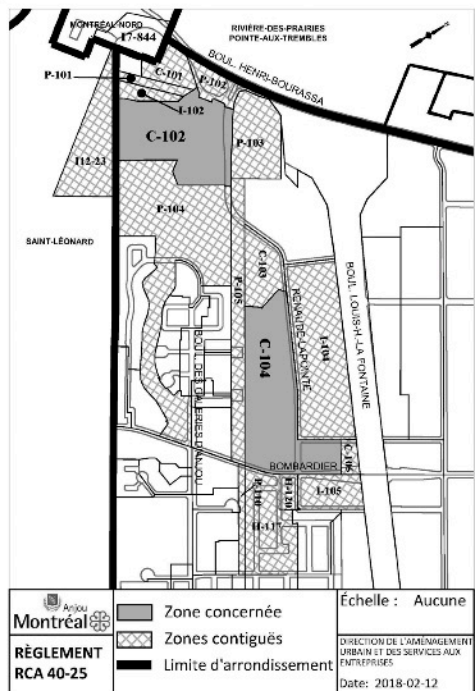 MONTRÉAL-NORD
17-844
RIVIÈRE-DES-PRAIRIES
POINTE-AUX-TREMBLES
BOUL. HENRI-BOURASSA
P-101
C-101
P-102
I-102
C-102
P-103
I12-23
P-104
SAINT-LÉONARD
C-103
P-105
RENAUDE-LAPOINTE
BOUL. LOUIS-H.-LA FONTAINE
I-104
C-104
BOUL. DES GALERIES D'ANJOU
BOMBARDIER
C-106
P-110
H-120
I-105
H-117
Anjou
Montréal
RÈGLEMENT
RCA 40-25
Zone concernée
Zones contiguës
Limite d'arrondissement
Échelle : Aucune
DIRECTION DE L'AMÉNAGEMENT
URBAIN ET DES SERVICES AUX
ENTREPRISES
Date: 2018-02-12